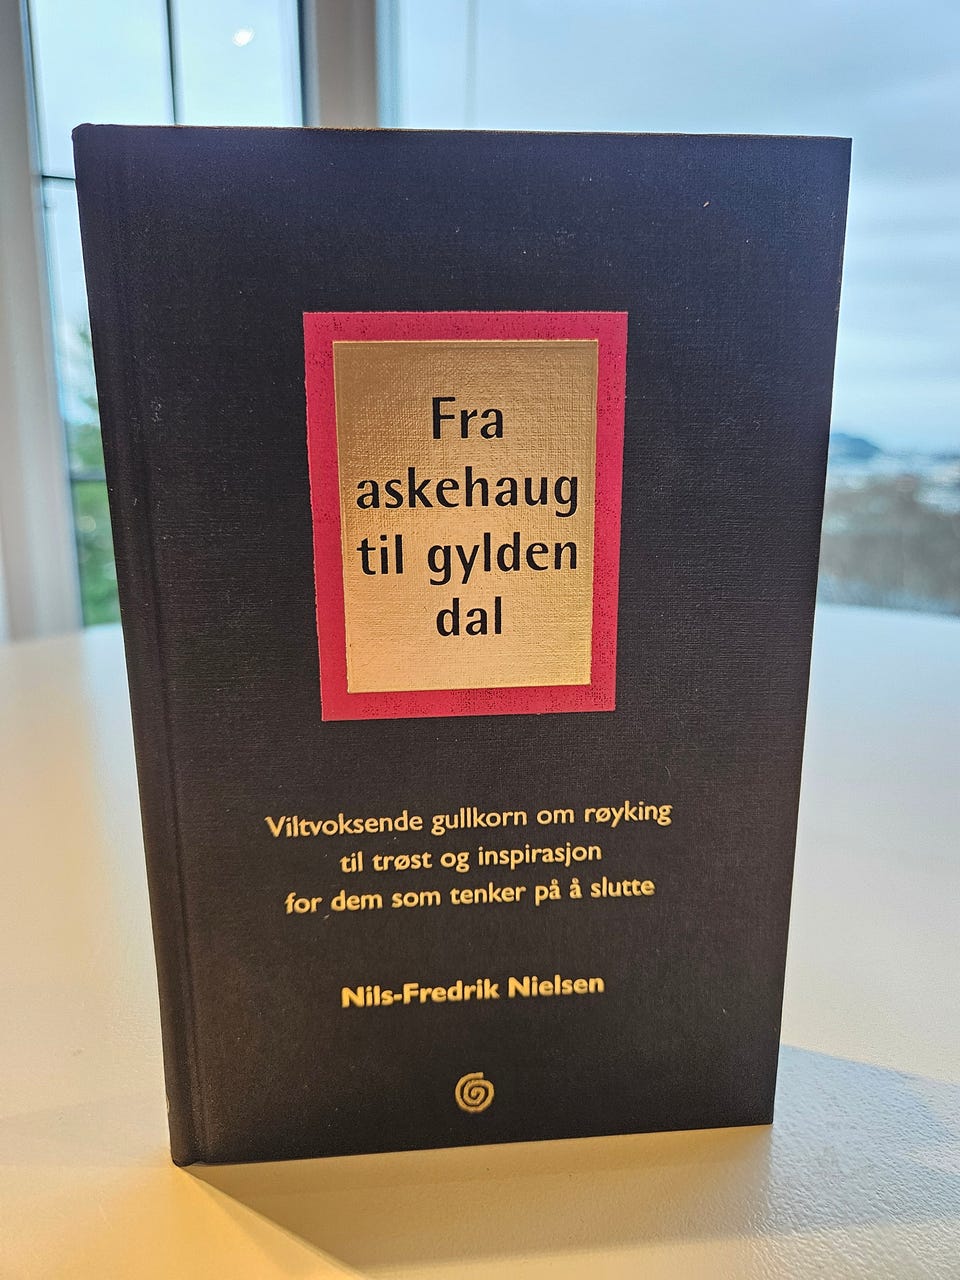 Fra
askehaug
til gylden
dal
Viltvoksende gullkorn om røyking
til trøst og inspirasjon
for dem som tenker på å slutte
Nils-Fredrik Nielsen